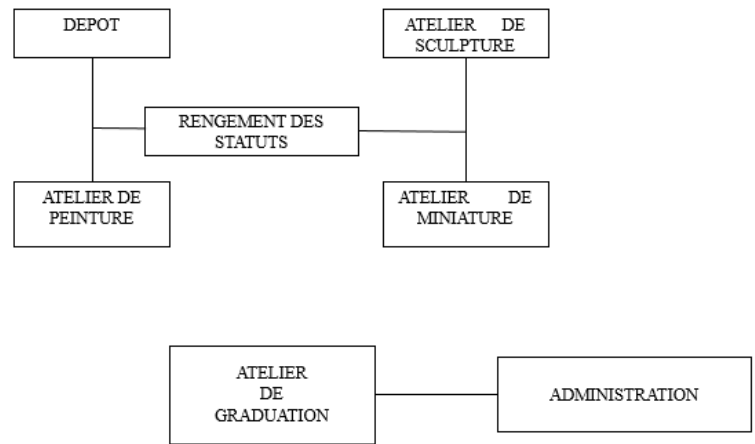 DEPOT
ATELIER DE
SCULPTURE
RENGEMENT DES
STATUTS
ATELIER DE
PEINTURE
ATELIER DE
MINIATURE
ATELIER
DE
GRADUATION
ADMINISTRATION